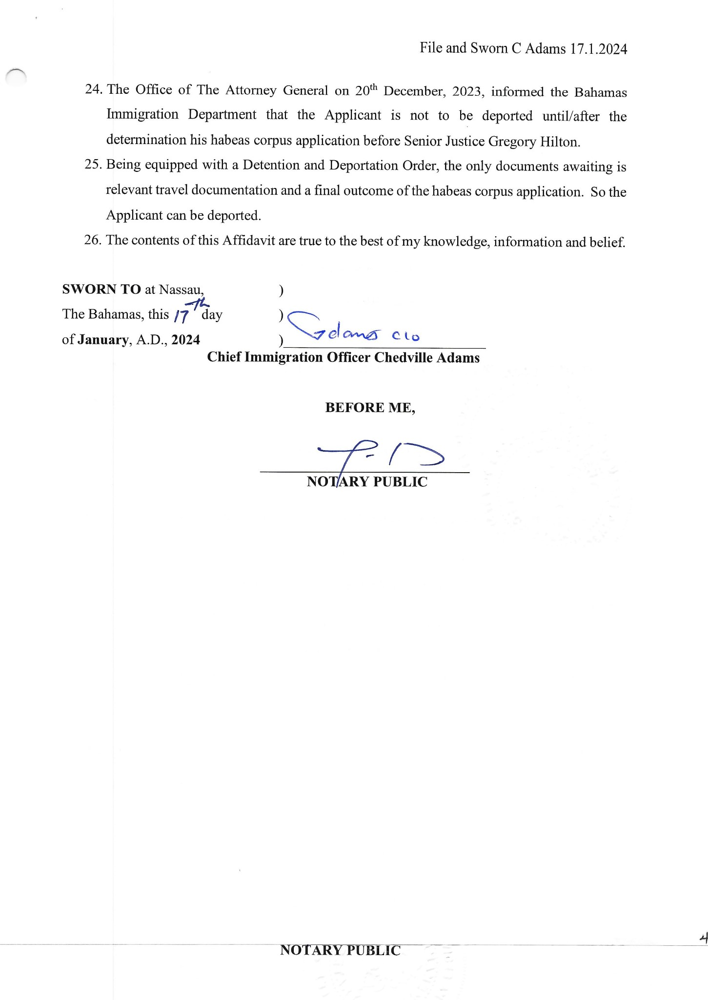 File and Sworn C Adams 17.1.2024
24. The Office of The Attorney General on 20th December, 2023, informed the Bahamas
Immigration Department that the Applicant is not to be deported until/after the
determination his habeas corpus application before Senior Justice Gregory Hilton.
25. Being equipped with a Detention and Deportation Order, the only documents awaiting is
relevant travel documentation and a final outcome of the habeas corpus application. So the
Applicant can be deported.
26. The contents of this Affidavit are true to the best of my knowledge, information and belief.
SWORN TO at Nassau, )
The Bahamas, this 17th day )
of January, A.D., 2024 ) Adams CIO
Chief Immigration Officer Chedville Adams
BEFORE ME,
NOTARY PUBLIC
4
NOTARY PUBLIC